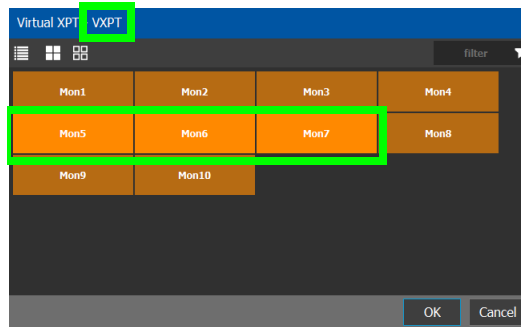 Virtual XPT VXPT
filter
Mon1 Mon2 Mon3 Mon4
Mon5 Mon6 Mon7 Mon8
Mon9 Mon10
OK Cancel